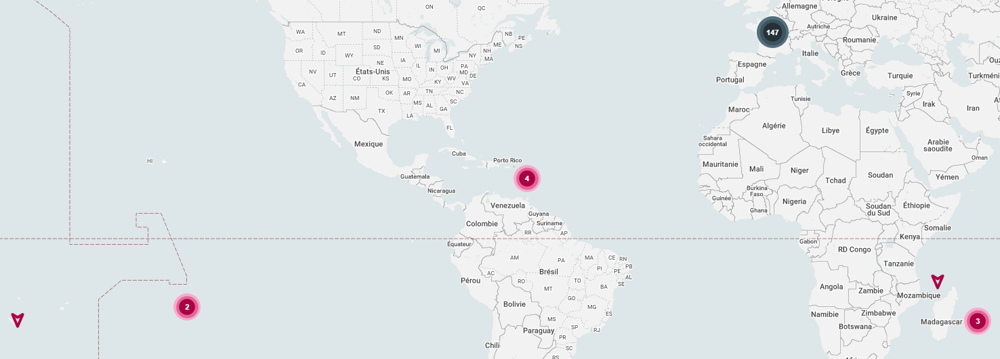 ON
QC
Allemagne
Ukraine
WA
MT
ND
MN
NB
PE
147
Autriche
OR
ID
SD
WI
MI
ME
NS
Roumanie
WY
NY
NH
MA
Italie
NE
IA
Espagne
NV
UT
États-Unis
IL
IN
OH
PA
MD
DE
Grèce
Turquie
Turkméni
Ouz
CO
KS
MO
KY
WV
VA
Portugal
CA
AZ
NM
OK
AR
TN
NC
Syrie
TX
MS
AL
GA
SC
LA
Maroc
Tunisie
Irak
Iran
Af
FL
Algérie
Libye
Égypte
Mexique
Sahara
occidental
Arabie
saoudite
HI
Cuba
Porto Rico
Mauritanie
Mali
Niger
Oman
Guatemala
4
Tchad
Soudan
Yémen
Nicaragua
Burkina
Faso
Guinée
Venezuela
Nigeria
Soudan
du Sud
Éthiopie
Guyana
Ghana
Colombie
Suriname
Somalie
RR
AP
Kenya
Équateur
Gabon
RD Congo
AM
PA
MA
CE
RN
PI
PB
PE
AL
SE
Tanzanie
Brésil
AC
RO
TO
BA
Pérou
MT
Angola
Zambie
Mozambique
GO
Bolivie
MG
2
ES
Namibie
Zimbabwe
MS
SP
RJ
Madagascar
3
Botswana
Paraguay
PR
Chili
SC
RS